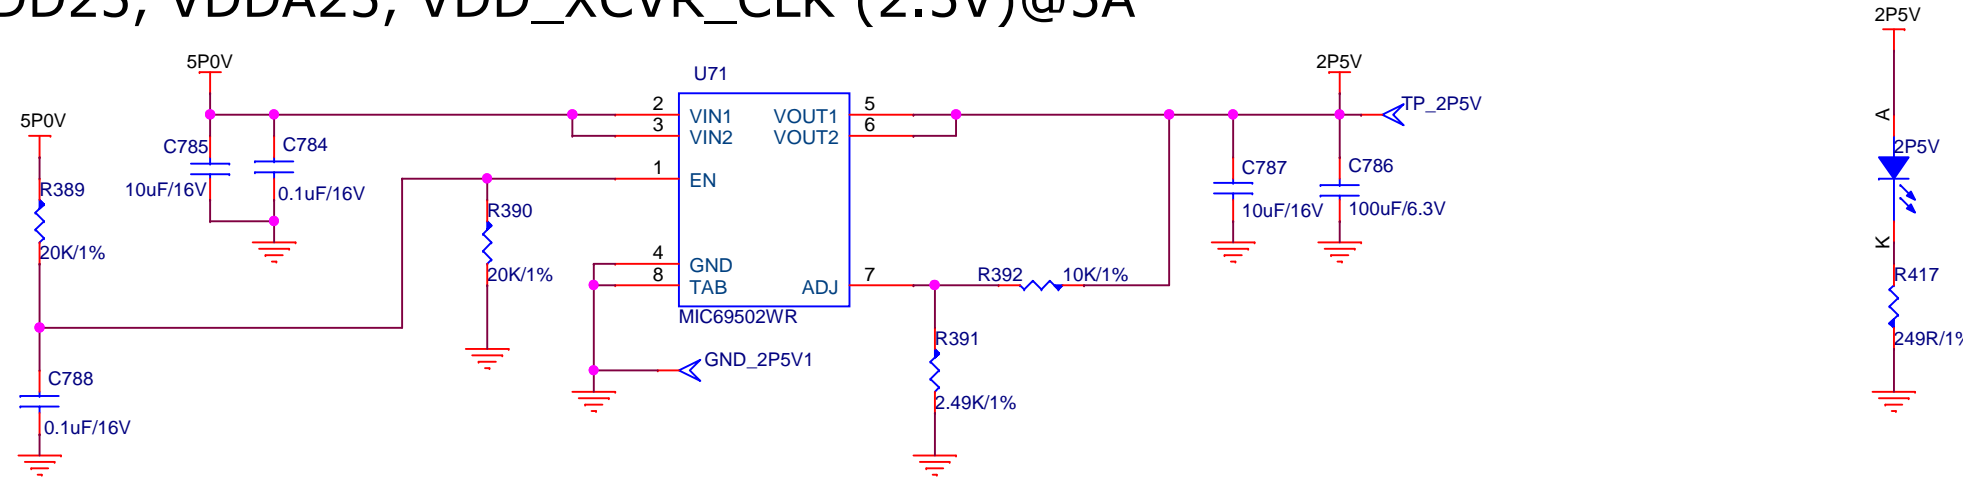 DD25, VDDA25, VDD_XCVR_CLK (2.5V)@5A
2P5V
5P0V
U71
2P5V
2 VIN1 VOUT1 5
TP_2P5V
3 VIN2 VOUT2 6
5P0V
C785
C784
10uF/16V
0.1uF/16V
1 EN
C787
C786
10uF/16V
100uF/6.3V
A
2P5V
K
R389
20K/1%
R390
20K/1%
4 GND
8 TAB
ADJ 7
R392 10K/1%
MIC69502WR
R417
249R/1%
R391
2.49K/1%
GND_2P5V1
C788
0.1uF/16V